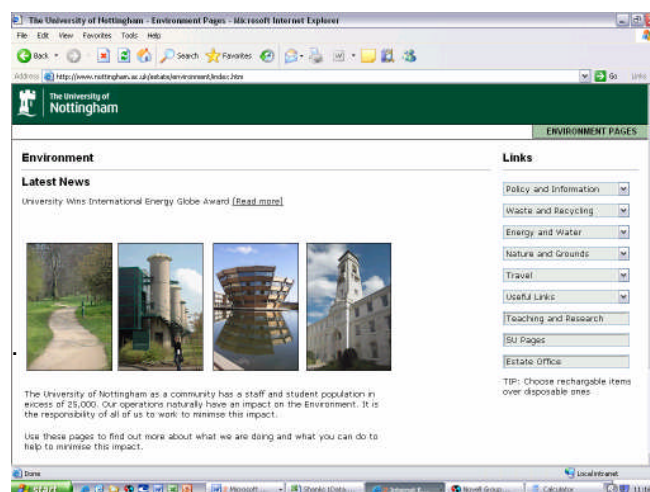 The University of Nottingham - Environment Pages - Microsoft Internet Explorer
File Edit View Favorites Tools Help
Back Search Favorites
Address http://www.nottingham.ac.uk/estate/environment/index.htm Go Links
The University of
Nottingham
ENVIRONMENT PAGES
Environment
Links
Latest News
University Wins International Energy Globe Award [Read more]
Policy and Information
Waste and Recycling
Energy and Water
Nature and Grounds
Travel
Useful Links
Teaching and Research
SU Pages
Estate Office
TIP: Choose rechargable items
over disposable ones
The University of Nottingham as a community has a staff and student population in
excess of 25,000. Our operations naturally have an impact on the Environment. It is
the responsibility of all of us to work to minimse this impact.
Use these pages to find out more about what we are doing and what you can do to
help to minimise this impact.
Done
Local intranet
Microsoft
Novell Group
Calculator